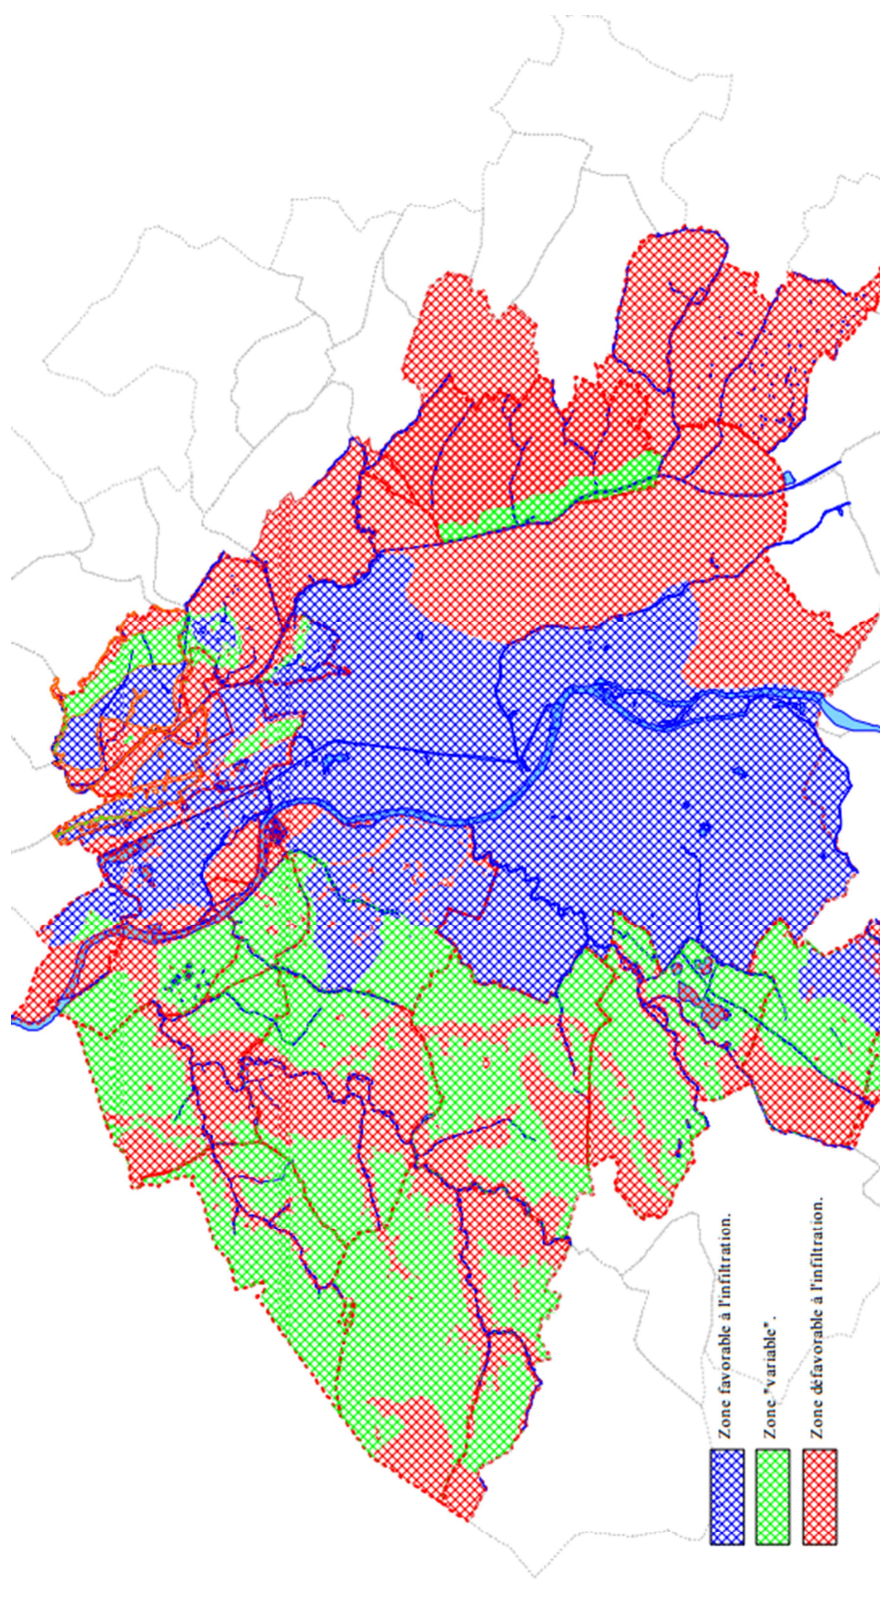 Zone favorable à l'infiltration.
Zone "variable".
Zone défavorable à l'infiltration.